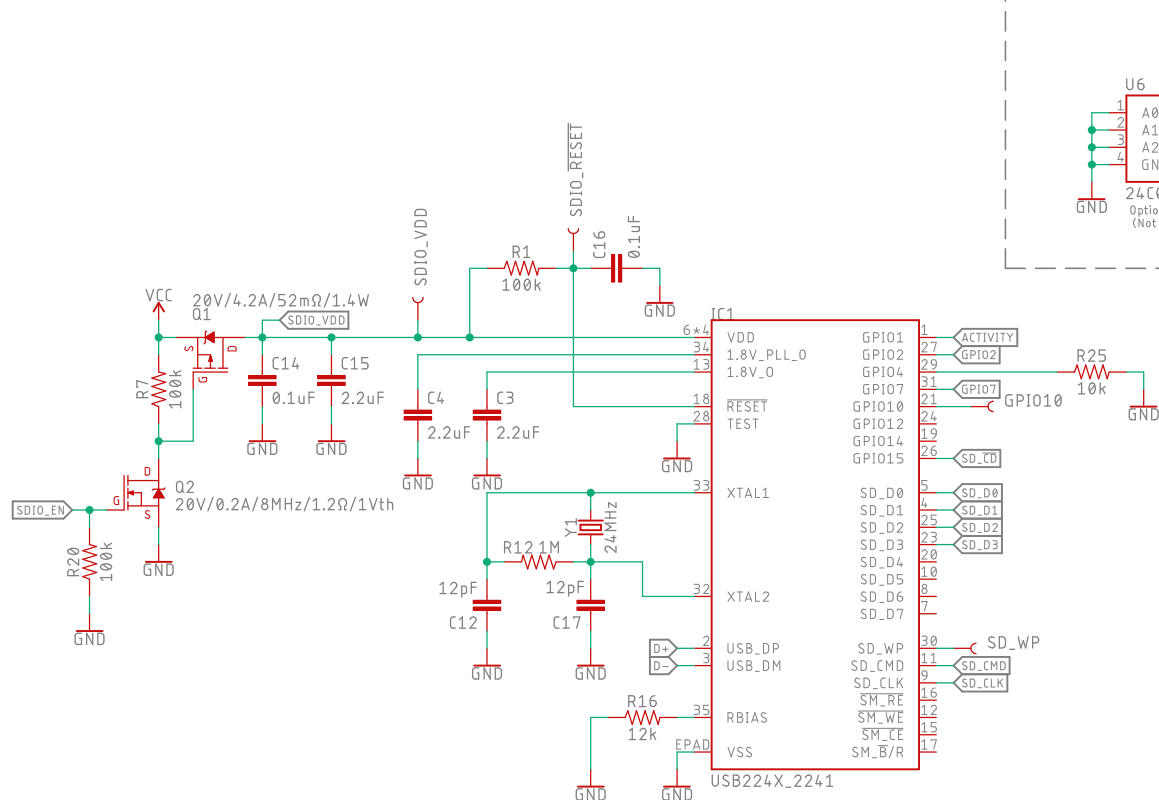 U6
1
A0
2
A1
3
A2
4
GN
GND
24C
Optio
(Not
SDIO_RESET
SDIO_VDD
C16
0.1uF
R1
100k
GND
VCC
20V/4.2A/52mΩ/1.4W
Q1
SDIO_VDD
S
D
G
R7
100k
C14
0.1uF
GND
C15
2.2uF
GND
C4
2.2uF
GND
C3
2.2uF
GND
SDIO_EN
D
G
S
Q2
20V/0.2A/8MHz/1.2Ω/1Vth
GND
R20
100k
GND
Y1
24MHz
R12 1M
12pF
C12
GND
12pF
C17
GND
D+
D-
R16
12k
GND
GND
GND
IC1
6*4 VDD
34 1.8V_PLL_O
13 1.8V_O
18 RESET
28 TEST
33 XTAL1
32 XTAL2
2 USB_DP
3 USB_DM
35 RBIAS
EPAD VSS
GPIO1 1 ACTIVITY
GPIO2 27 GPIO2
GPIO4 29
R25
10k
GND
GPIO7 31 GPIO7
GPIO10 21 GPIO10
GPIO12 24
GPIO14 19
GPIO15 26 SD_CD
SD_D0 5 SD_D0
SD_D1 4 SD_D1
SD_D2 25 SD_D2
SD_D3 23 SD_D3
SD_D4 20
SD_D5 10
SD_D6 8
SD_D7 7
SD_WP 30 SD_WP
SD_CMD 11 SD_CMD
SD_CLK 9 SD_CLK
SM_RE 16
SM_WE 12
SM_CE 15
SM_B/R 17
USB224X_2241